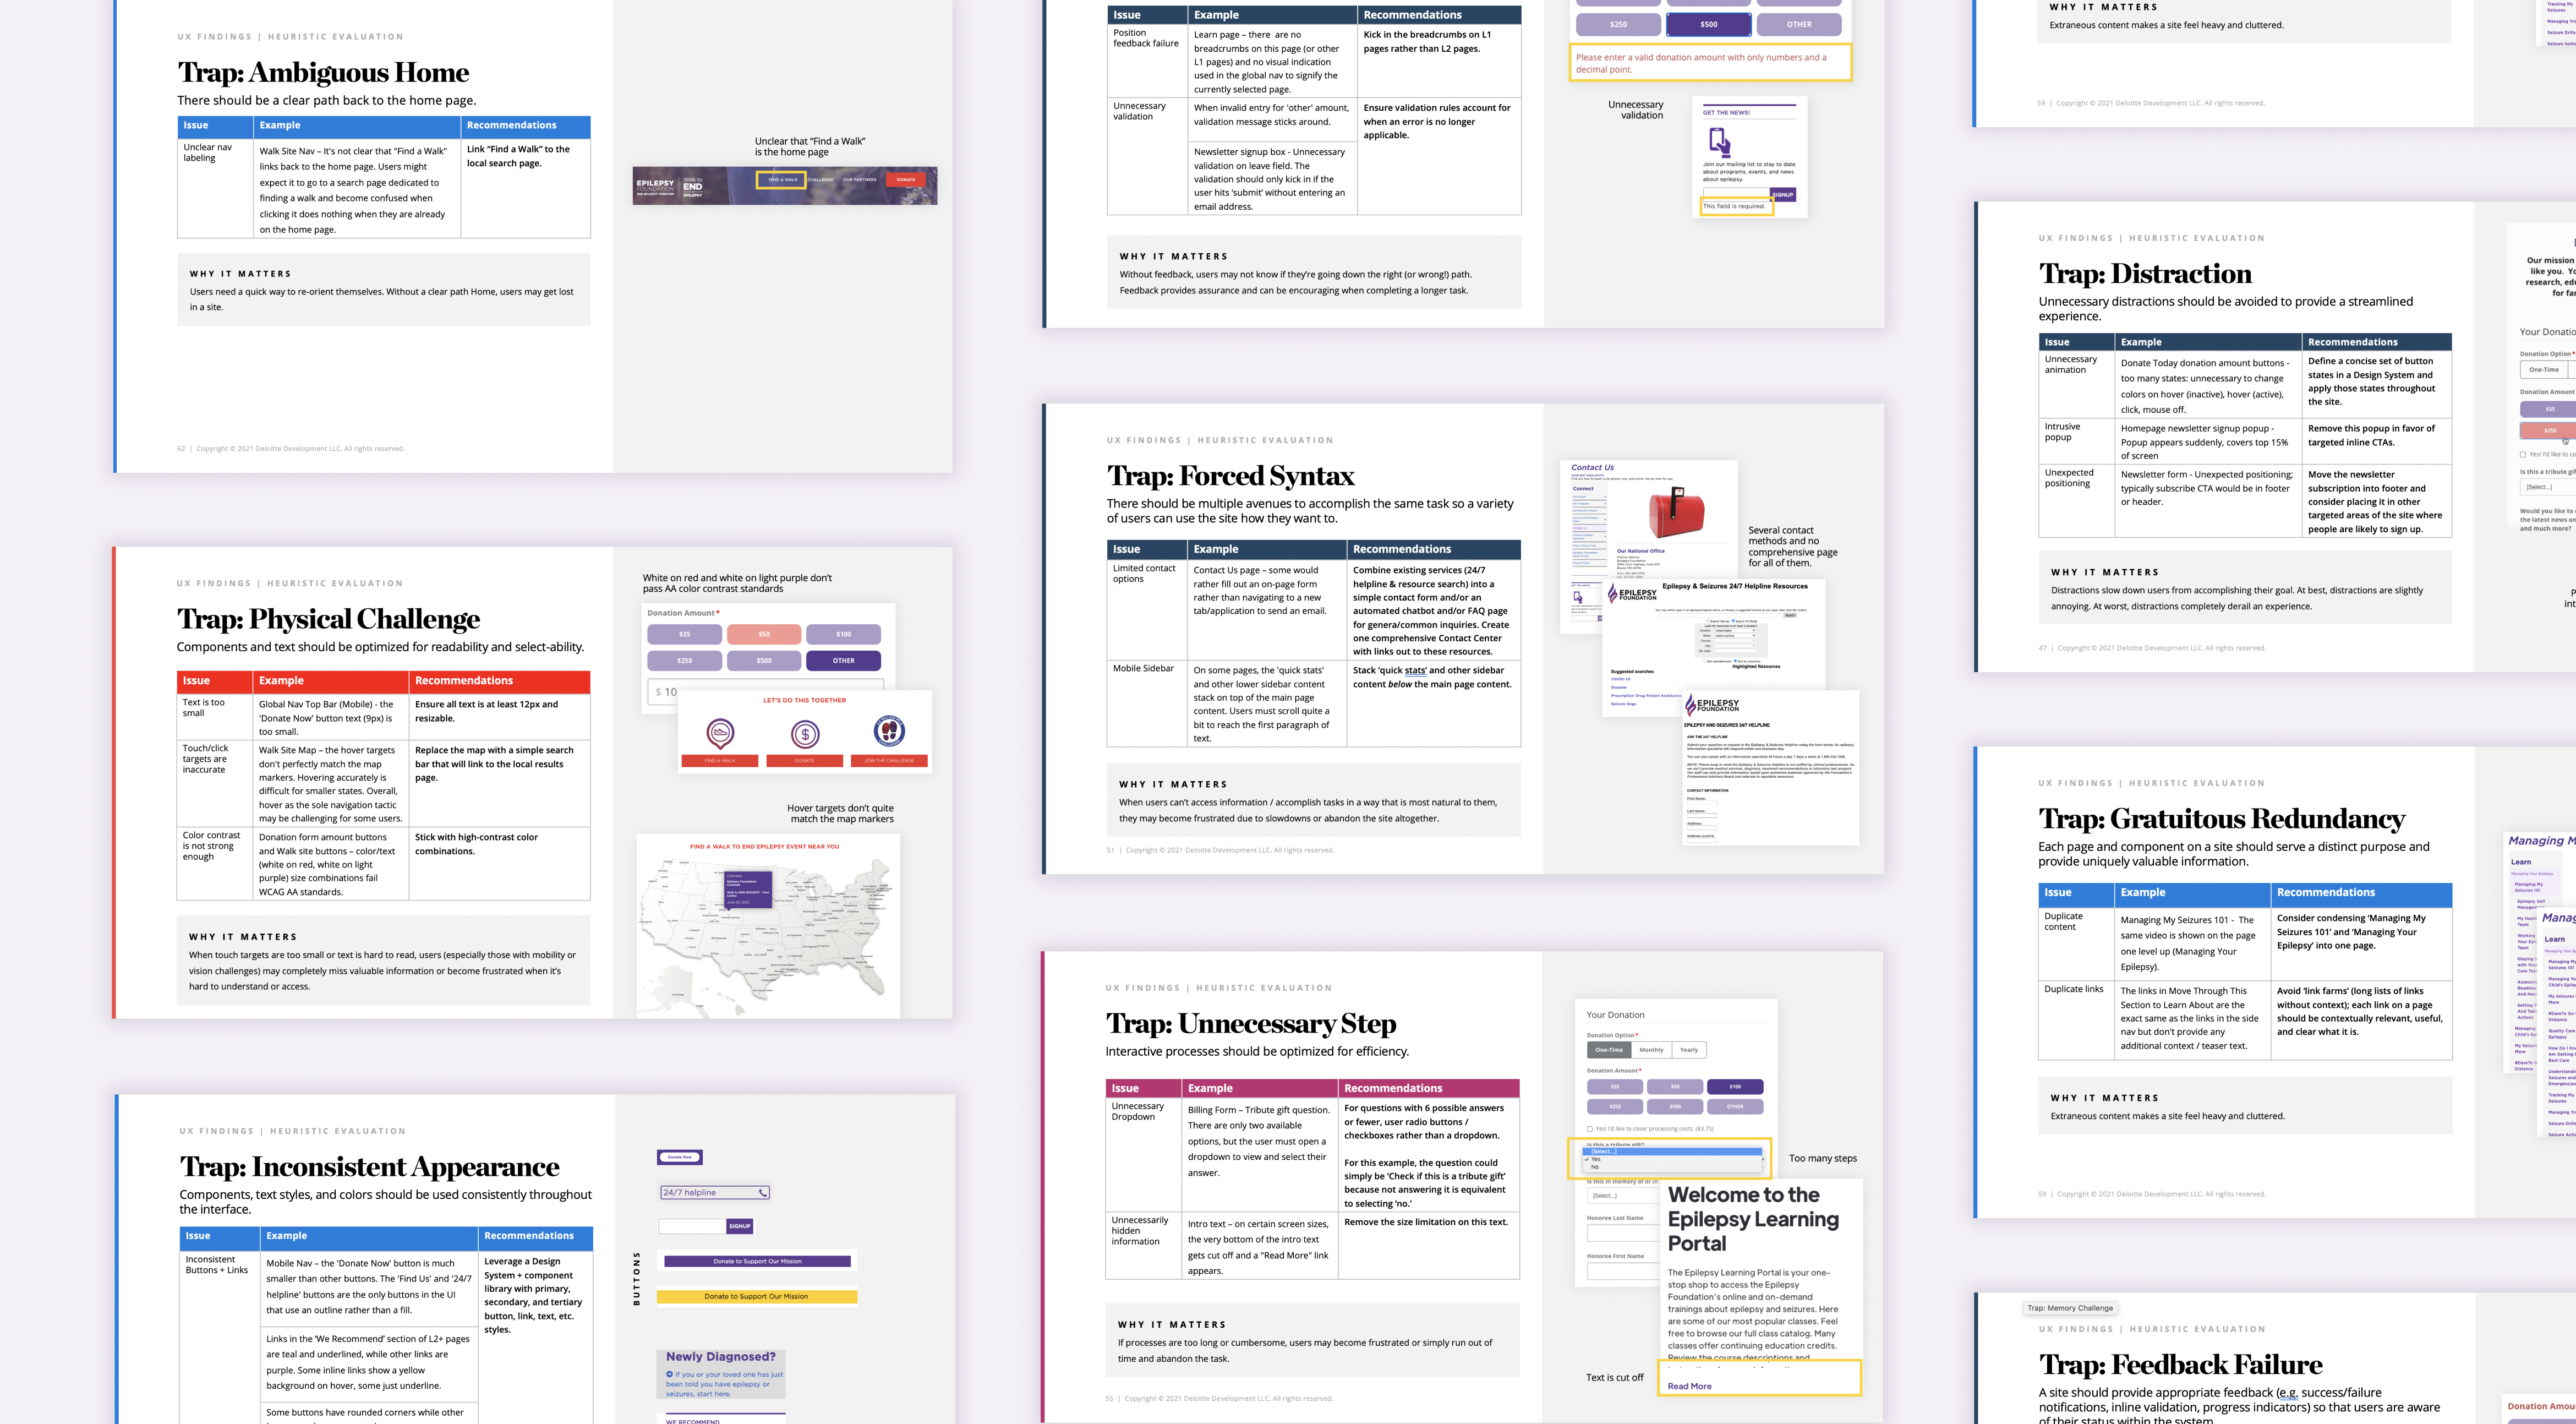 UX FINDINGS | HEURISTIC EVALUATION
Trap: Ambiguous Home
There should be a clear path back to the home page.
Issue Example Recommendations
Unclear nav
labeling
Walk Site Nav – It's not clear that "Find a Walk"
links back to the home page. Users might
expect it to go to a search page dedicated to
finding a walk and become confused when
clicking it does nothing when they are already
on the home page.
Link "Find a Walk" to the
local search page.
WHY IT MATTERS
Users need a quick way to re-orient themselves. Without a clear path Home, users may get lost
in a site.
62 | Copyright © 2021 Deloitte Development LLC. All rights reserved.
Unclear that "Find a Walk"
is the home page
EPILEPSY
FOUNDATION
Walk to
END
EPILEPSY
FIND A WALK
CHALLENGE
OUR PARTNERS
DONATE
UX FINDINGS | HEURISTIC EVALUATION
Trap: Physical Challenge
Components and text should be optimized for readability and select-ability.
Issue Example Recommendations
Text is too
small
Global Nav Top Bar (Mobile) - the
'Donate Now' button text (9px) is
too small.
Ensure all text is at least 12px and
resizable.
Touch/click
targets are
inaccurate
Walk Site Map – the hover targets
don't perfectly match the map
markers. Hovering accurately is
difficult for smaller states. Overall,
hover as the sole navigation tactic
may be challenging for some users.
Replace the map with a simple search
bar that will link to the local results
page.
Color contrast
is not strong
enough
Donation form amount buttons
and Walk site buttons – color/text
(white on red, white on light
purple) size combinations fail
WCAG AA standards.
Stick with high-contrast color
combinations.
WHY IT MATTERS
When touch targets are too small or text is hard to read, users (especially those with mobility or
vision challenges) may completely miss valuable information or become frustrated when it's
hard to understand or access.
White on red and white on light purple don't
pass AA color contrast standards
Donation Amount *
$35 $50 $100
$250 $500 OTHER
$ 10
LET'S DO THIS TOGETHER
FIND A WALK
DONATE
JOIN THE CHALLENGE
Hover targets don't quite
match the map markers
FIND A WALK TO END EPILEPSY EVENT NEAR YOU
UX FINDINGS | HEURISTIC EVALUATION
Trap: Inconsistent Appearance
Components, text styles, and colors should be used consistently throughout
the interface.
Issue Example Recommendations
Inconsistent
Buttons + Links
Mobile Nav – the 'Donate Now' button is much
smaller than other buttons. The 'Find Us' and '24/7
helpline' buttons are the only buttons in the UI
that use an outline rather than a fill.
Links in the 'We Recommend' section of L2+ pages
are teal and underlined, while other links are
purple. Some inline links show a yellow
background on hover, some just underline.
Some buttons have rounded corners while other
Leverage a Design
System + component
library with primary,
secondary, and tertiary
button, link, text, etc.
styles.
BUTTONS
Donate Now
24/7 helpline
SIGNUP
Donate to Support Our Mission
Donate to Support Our Mission
Newly Diagnosed?
If you or your loved one has just
been told you have epilepsy or
seizures, start here.
WE RECOMMEND
Issue Example Recommendations
Position
feedback failure
Learn page – there are no
breadcrumbs on this page (or other
L1 pages) and no visual indication
used in the global nav to signify the
currently selected page.
Kick in the breadcrumbs on L1
pages rather than L2 pages.
Unnecessary
validation
When invalid entry for 'other' amount,
validation message sticks around.
Newsletter signup box - Unnecessary
validation on leave field. The
validation should only kick in if the
user hits 'submit' without entering an
email address.
Ensure validation rules account for
when an error is no longer
applicable.
WHY IT MATTERS
Without feedback, users may not know if they're going down the right (or wrong!) path.
Feedback provides assurance and can be encouraging when completing a longer task.
$250 $500 OTHER
Please enter a valid donation amount with only numbers and a
decimal point.
Unnecessary
validation
GET THE NEWS!
Join our mailing list to stay to date
about programs, events, and news
about epilepsy.
SIGNUP
This field is required.
UX FINDINGS | HEURISTIC EVALUATION
Trap: Forced Syntax
There should be multiple avenues to accomplish the same task so a variety
of users can use the site how they want to.
Issue Example Recommendations
Limited contact
options
Contact Us page – some would
rather fill out an on-page form
rather than navigating to a new
tab/application to send an email.
Combine existing services (24/7
helpline & resource search) into a
simple contact form and/or an
automated chatbot and/or FAQ page
for genera/common inquiries. Create
one comprehensive Contact Center
with links out to these resources.
Mobile Sidebar
On some pages, the 'quick stats'
and other lower sidebar content
stack on top of the main page
content. Users must scroll quite a
bit to reach the first paragraph of
text.
Stack 'quick stats' and other sidebar
content below the main page content.
WHY IT MATTERS
When users can't access information / accomplish tasks in a way that is most natural to them,
they may become frustrated due to slowdowns or abandon the site altogether.
51 | Copyright © 2021 Deloitte Development LLC. All rights reserved.
Contact Us
Connect
Our National Office
Several contact
methods and no
comprehensive page
for all of them.
EPILEPSY
FOUNDATION
Epilepsy & Seizures 24/7 Helpline Resources
Suggested searches
COVID-19
Disaster
Prescription Drug Patient Assistance
Seizure Dogs
Highlighted Resources
EPILEPSY
FOUNDATION
EPILEPSY AND SEIZURES 24/7 HELPLINE
ASK THE 24/7 HELPLINE
CONTACT INFORMATION
First Name:
Last Name:
Address:
UX FINDINGS | HEURISTIC EVALUATION
Trap: Unnecessary Step
Interactive processes should be optimized for efficiency.
Issue Example Recommendations
Unnecessary
Dropdown
Billing Form – Tribute gift question.
There are only two available
options, but the user must open a
dropdown to view and select their
answer.
For questions with 6 possible answers
or fewer, user radio buttons /
checkboxes rather than a dropdown.
For this example, the question could
simply be 'Check if this is a tribute gift'
because not answering it is equivalent
to selecting 'no.'
Unnecessarily
hidden
information
Intro text – on certain screen sizes,
the very bottom of the intro text
gets cut off and a "Read More" link
appears.
Remove the size limitation on this text.
WHY IT MATTERS
If processes are too long or cumbersome, users may become frustrated or simply run out of
time and abandon the task.
55 | Copyright © 2021 Deloitte Development LLC. All rights reserved.
Your Donation
Donation Option *
One-Time Monthly Yearly
Donation Amount *
$35 $50 $100
$250 $500 OTHER
Yes! I'd like to cover processing costs. ($3.75)
Is this a tribute gift?
[Select...]
✓ Yes
No
Too many steps
Is this in memory of or in
[Select...]
Honoree Last Name
Honoree First Name
Welcome to the
Epilepsy Learning
Portal
The Epilepsy Learning Portal is your one-
stop shop to access the Epilepsy
Foundation's online and on-demand
trainings about epilepsy and seizures. Here
are some of our most popular classes. Feel
free to browse our full class catalog. Many
classes offer continuing education credits.
Review the course descriptions and
Text is cut off
Read More
WHY IT MATTERS
Extraneous content makes a site feel heavy and cluttered.
59 | Copyright © 2021 Deloitte Development LLC. All rights reserved.
Tracking My
Seizures
UX FINDINGS | HEURISTIC EVALUATION
Trap: Distraction
Unnecessary distractions should be avoided to provide a streamlined
experience.
Issue Example Recommendations
Unnecessary
animation
Donate Today donation amount buttons -
too many states: unnecessary to change
colors on hover (inactive), hover (active),
click, mouse off.
Define a concise set of button
states in a Design System and
apply those states throughout
the site.
Intrusive
popup
Homepage newsletter signup popup -
Popup appears suddenly, covers top 15%
of screen
Remove this popup in favor of
targeted inline CTAs.
Unexpected
positioning
Newsletter form - Unexpected positioning;
typically subscribe CTA would be in footer
or header.
Move the newsletter
subscription into footer and
consider placing it in other
targeted areas of the site where
people are likely to sign up.
WHY IT MATTERS
Distractions slow down users from accomplishing their goal. At best, distractions are slightly
annoying. At worst, distractions completely derail an experience.
47 | Copyright © 2021 Deloitte Development LLC. All rights reserved.
Our mission
like you. Yo
research, edu
for far
Your Donatio
Donation Option *
One-Time
Donation Amount
$35
$250
Yes! I'd like to co
Is this a tribute gif
[Select...]
Would you like to
the latest news on
and much more?
UX FINDINGS | HEURISTIC EVALUATION
Trap: Gratuitous Redundancy
Each page and component on a site should serve a distinct purpose and
provide uniquely valuable information.
Issue Example Recommendations
Duplicate
content
Managing My Seizures 101 - The
same video is shown on the page
one level up (Managing Your
Epilepsy).
Consider condensing 'Managing My
Seizures 101' and 'Managing Your
Epilepsy' into one page.
Duplicate links
The links in Move Through This
Section to Learn About are the
exact same as the links in the side
nav but don't provide any
additional context / teaser text.
Avoid 'link farms' (long lists of links
without context); each link on a page
should be contextually relevant, useful,
and clear what it is.
WHY IT MATTERS
Extraneous content makes a site feel heavy and cluttered.
59 | Copyright © 2021 Deloitte Development LLC. All rights reserved.
Managing M
Learn
Manag
Learn
Trap: Memory Challenge
UX FINDINGS | HEURISTIC EVALUATION
Trap: Feedback Failure
A site should provide appropriate feedback (e.g. success/failure
notifications, inline validation, progress indicators) so that users are aware
of their status within the system.
Donation Amou